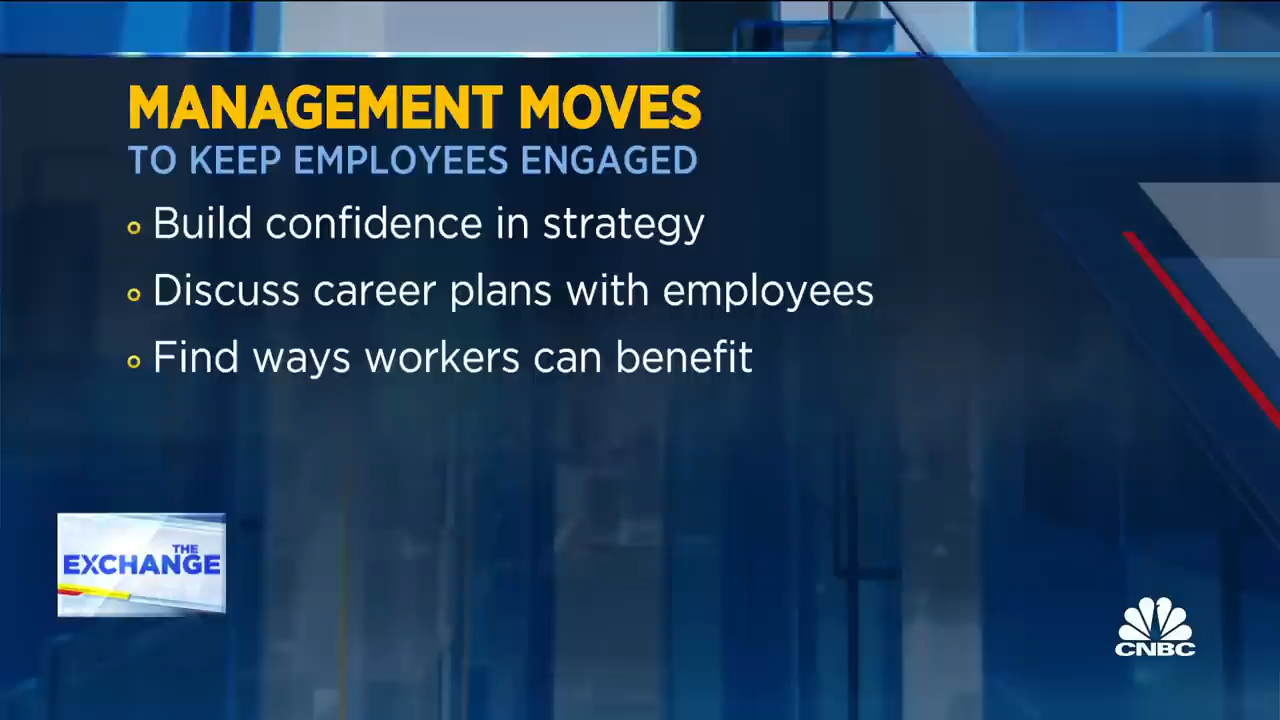 MANAGEMENT MOVES
TO KEEP EMPLOYEES ENGAGED
Build confidence in strategy
Discuss career plans with employees
Find ways workers can benefit
THE
EXCHANGE
CNBC